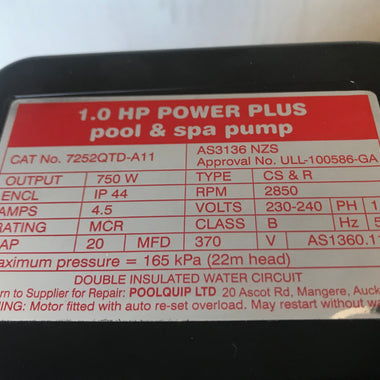 1.0 HP POWER PLUS
pool & spa pump
CAT No. 7252QTD-A11 AS3136 NZS
Approval No. ULL-100586-GA
OUTPUT 750 W TYPE CS & R
ENCL IP 44 RPM 2850
AMPS 4.5 VOLTS 230-240 PH 1
RATING MCR CLASS B Hz 5
AP 20 MFD 370 V AS1360.1
aximum pressure = 165 kPa (22m head)
DOUBLE INSULATED WATER CIRCUIT
rn to Supplier for Repair: POOLQUIP LTD 20 Ascot Rd, Mangere, Auck
NING: Motor fitted with auto re-set overload. May restart without w